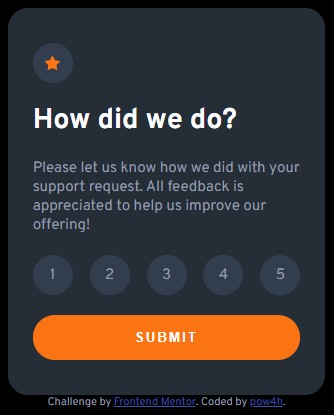 How did we do?
Please let us know how we did with your
support request. All feedback is
appreciated to help us improve our
offering!
1 2 3 4 5
SUBMIT
Challenge by Frontend Mentor. Coded by pow4h.